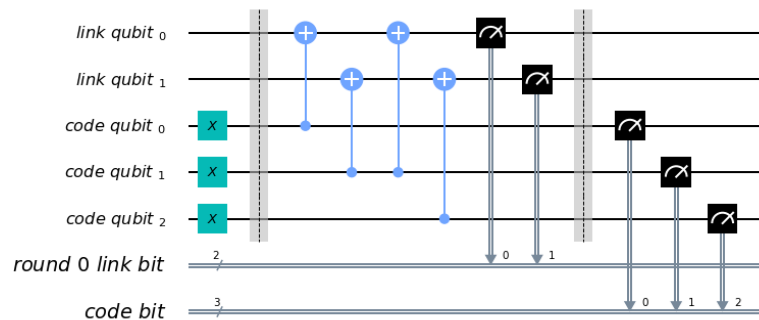 link qubit 0
link qubit 1
code qubit 0
X
code qubit 1
X
code qubit 2
X
round 0 link bit
2
0
1
code bit
3
0
1
2